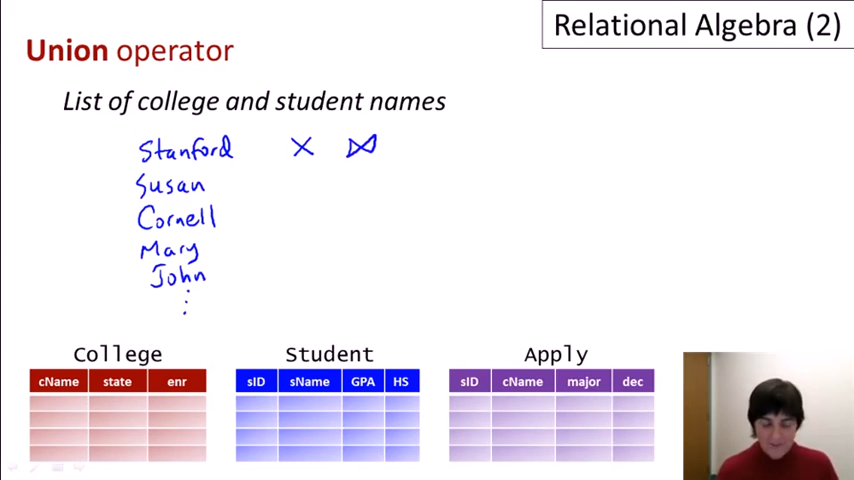 Relational Algebra (2)
Union operator
List of college and student names
Stanford × ⋈
Susan
Cornell
Mary
John
⋮
College Student Apply
cName state enr sID sName GPA HS sID cName major dec